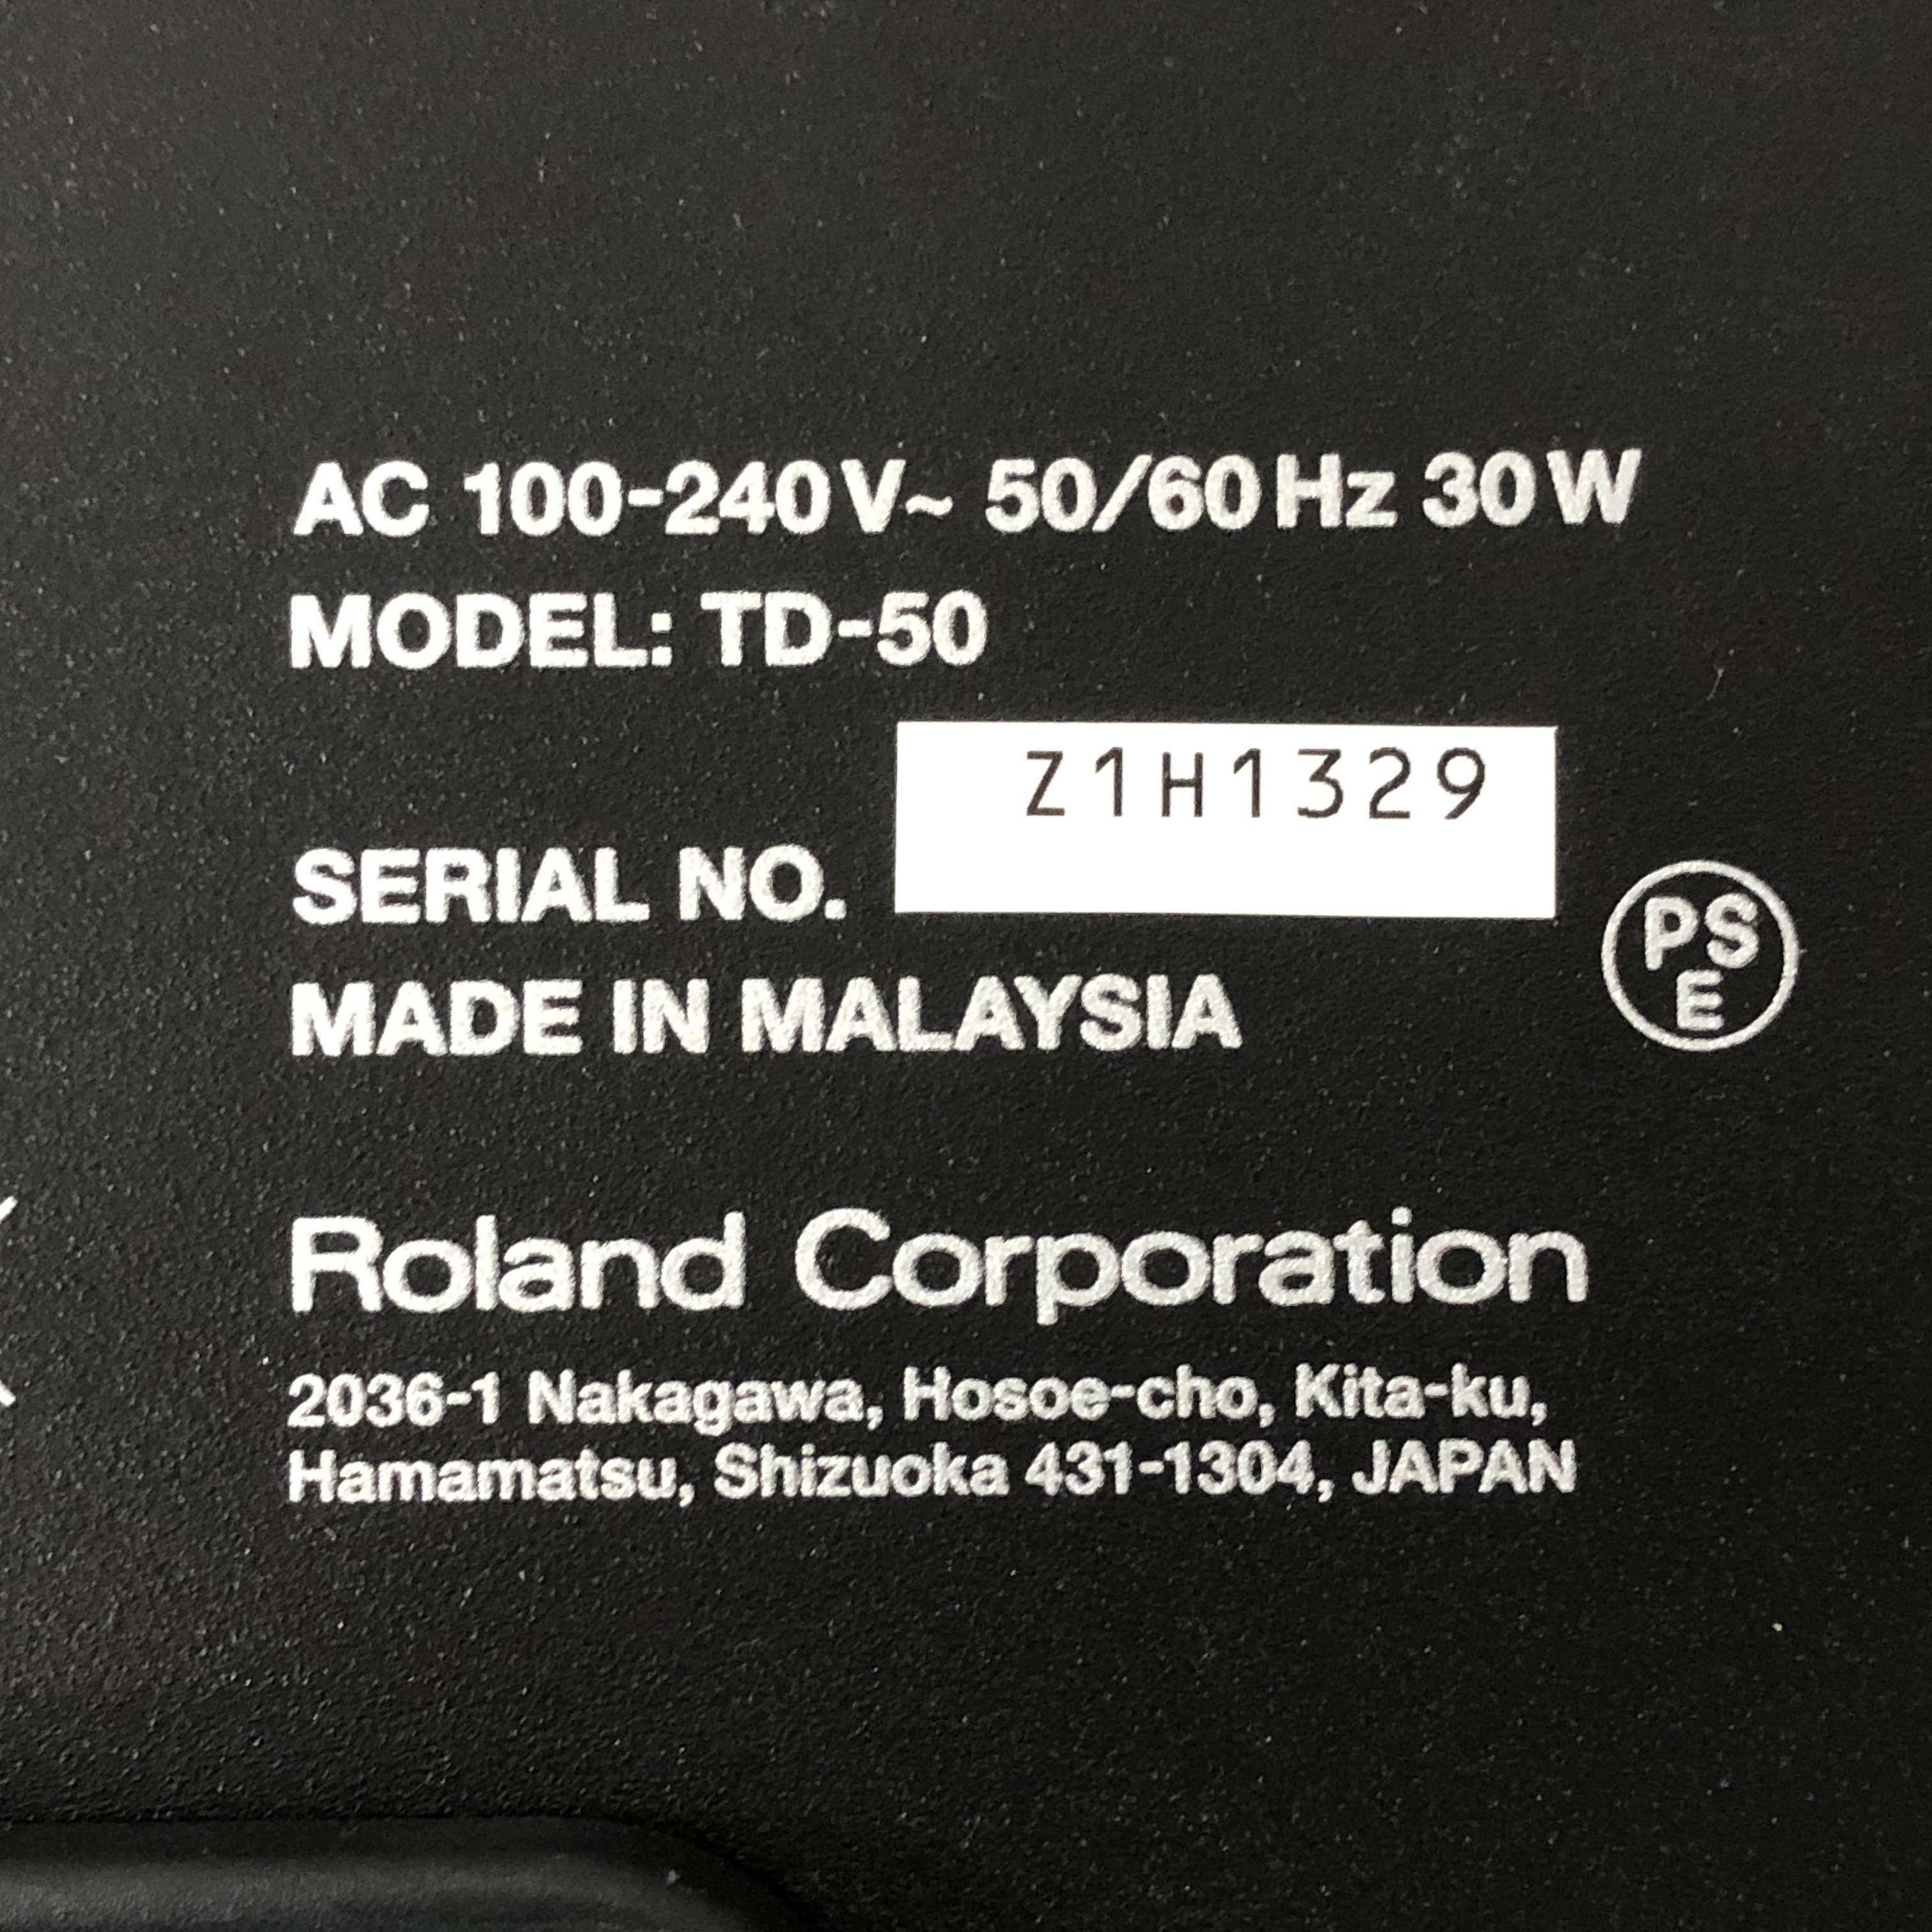 AC 100-240V~ 50/60Hz 30W
MODEL: TD-50
Z1H1329
SERIAL NO.
MADE IN MALAYSIA
PS
E
Roland Corporation
2036-1 Nakagawa, Hosoe-cho, Kita-ku,
Hamamatsu, Shizuoka 431-1304, JAPAN